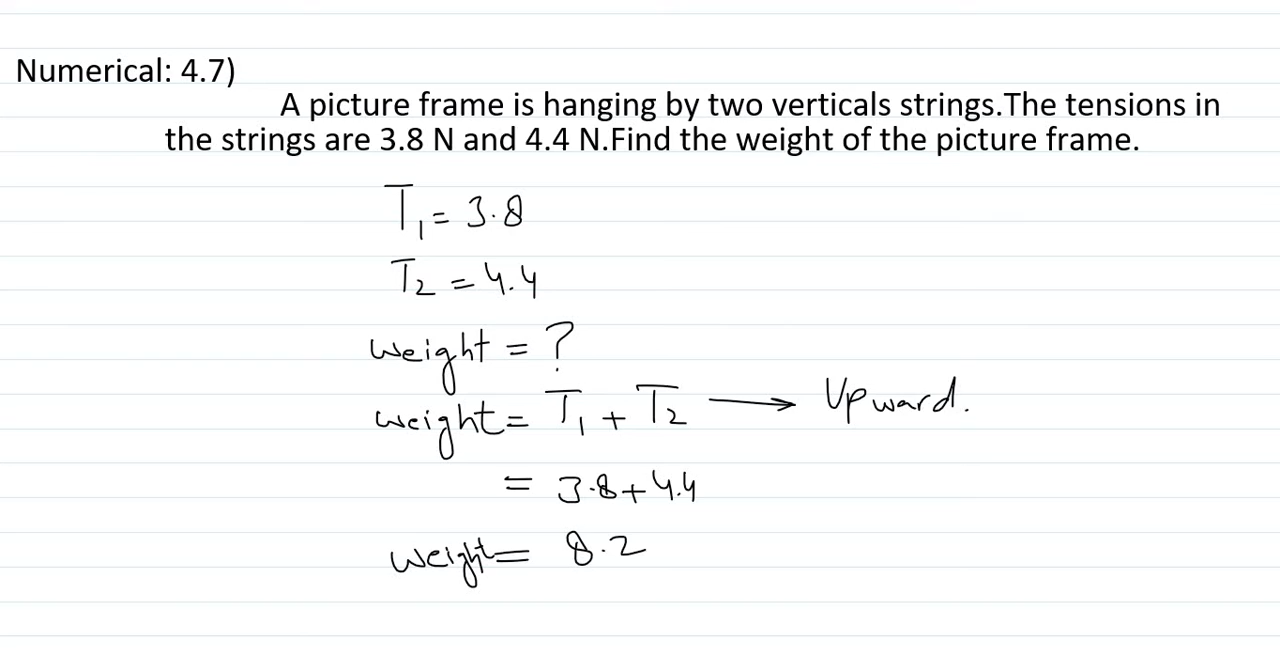 Numerical: 4.7)
A picture frame is hanging by two verticals strings.The tensions in
the strings are 3.8 N and 4.4 N.Find the weight of the picture frame.
T₁ = 3.8
T₂ = 4.4
weight = ?
weight = T₁ + T₂ ⟶ Upward.
= 3.8+4.4
weight = 8.2